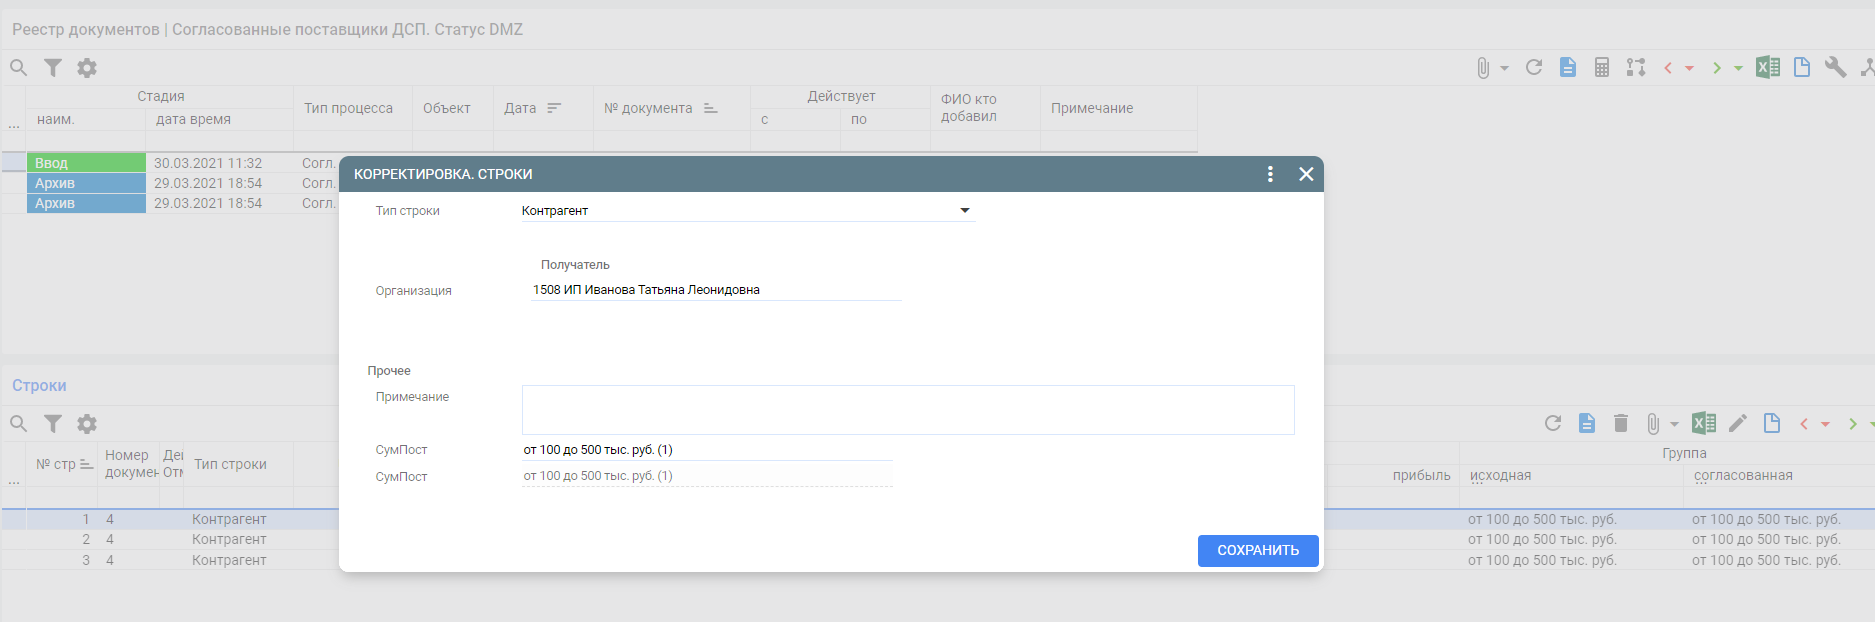 Реестр документов | Согласованные поставщики ДСП. Статус DMZ
Стадия
Тип процесса
Объект
Дата
№ документа
Действует
ФИО кто
добавил
Примечание
...
наим.
дата время
с
по
Ввод 30.03.2021 11:32 Согл.
Архив 29.03.2021 18:54 Согл.
Архив 29.03.2021 18:54 Согл.
КОРРЕКТИРОВКА. СТРОКИ
Тип строки Контрагент
Получатель
Организация 1508 ИП Иванова Татьяна Леонидовна
Прочее
Примечание
СумПост от 100 до 500 тыс. руб. (1)
СумПост от 100 до 500 тыс. руб. (1)
СОХРАНИТЬ
Строки
...
№ стр
Номер
докумен
Деі
Отм
Тип строки
прибыль
Группа
исходная
согласованная
1 4 Контрагент от 100 до 500 тыс. руб. от 100 до 500 тыс. руб.
2 4 Контрагент от 100 до 500 тыс. руб. от 100 до 500 тыс. руб.
3 4 Контрагент от 100 до 500 тыс. руб. от 100 до 500 тыс. руб.